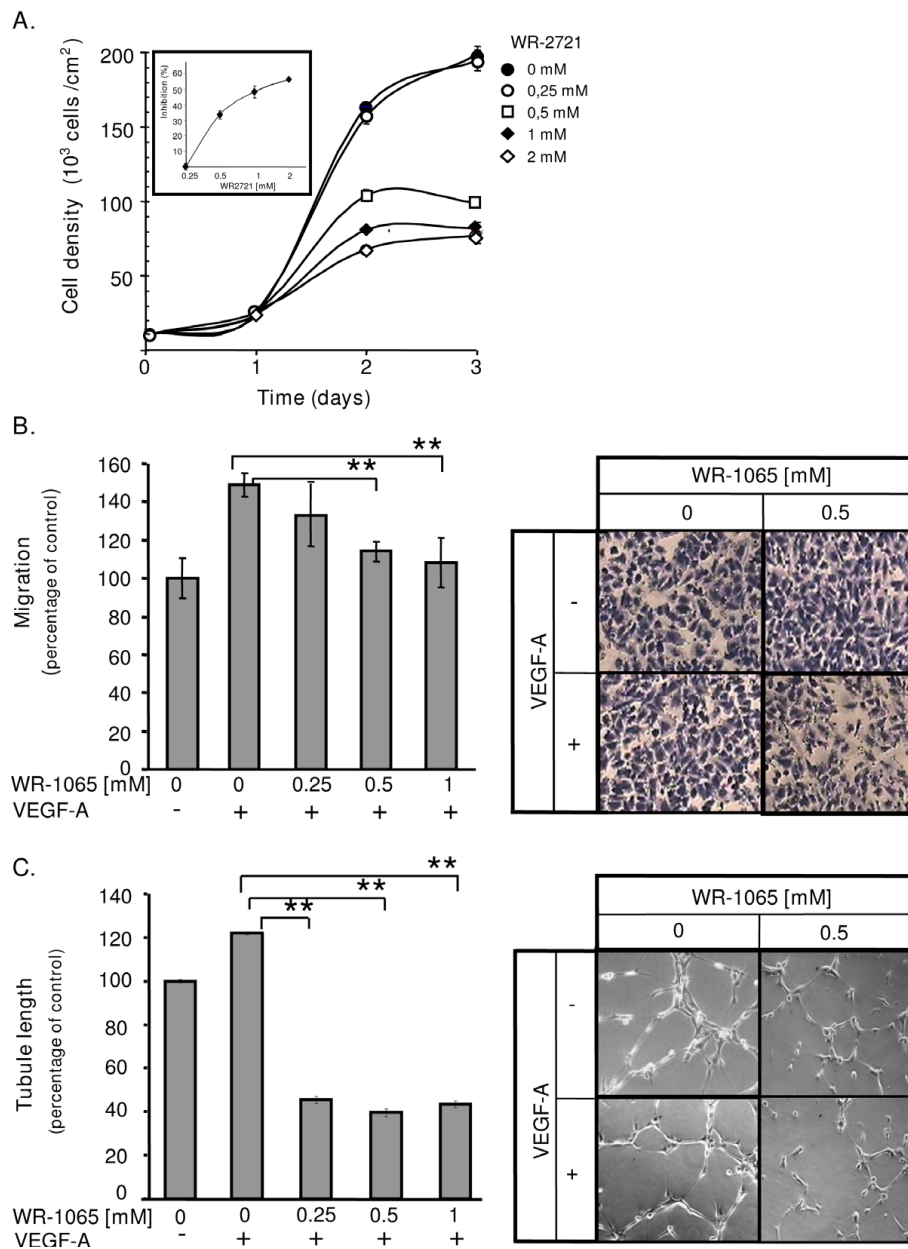 A.
WR-2721
0 mM
0,25 mM
0,5 mM
1 mM
2 mM
Cell density (10³ cells /cm²)
200
150
100
50
0 1 2 3
Time (days)
Inhibition (%)
60
50
40
30
20
10
0.25 0.5 1 2
WR2721 [mM]
B.
Migration
(percentage of control)
160
140
120
100
80
60
40
20
0
** **
WR-1065 [mM] 0 0 0.25 0.5 1
VEGF-A - + + + +
WR-1065 [mM]
0 0.5
VEGF-A
-
+
C.
Tubule length
(percentage of control)
140
120
100
80
60
40
20
0
** ** **
WR-1065 [mM] 0 0 0.25 0.5 1
VEGF-A - + + + +
WR-1065 [mM]
0 0.5
VEGF-A
-
+